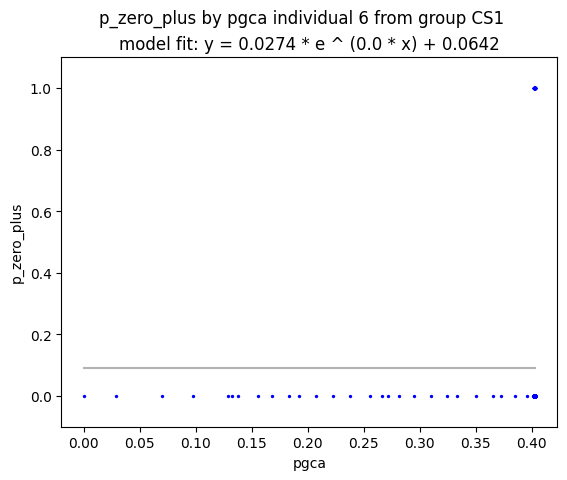 p_zero_plus by pgca individual 6 from group CS1
model fit: y = 0.0274 * e ^ (0.0 * x) + 0.0642
1.0
0.8
0.6
0.4
0.2
0.0
p_zero_plus
0.00 0.05 0.10 0.15 0.20 0.25 0.30 0.35 0.40
pgca